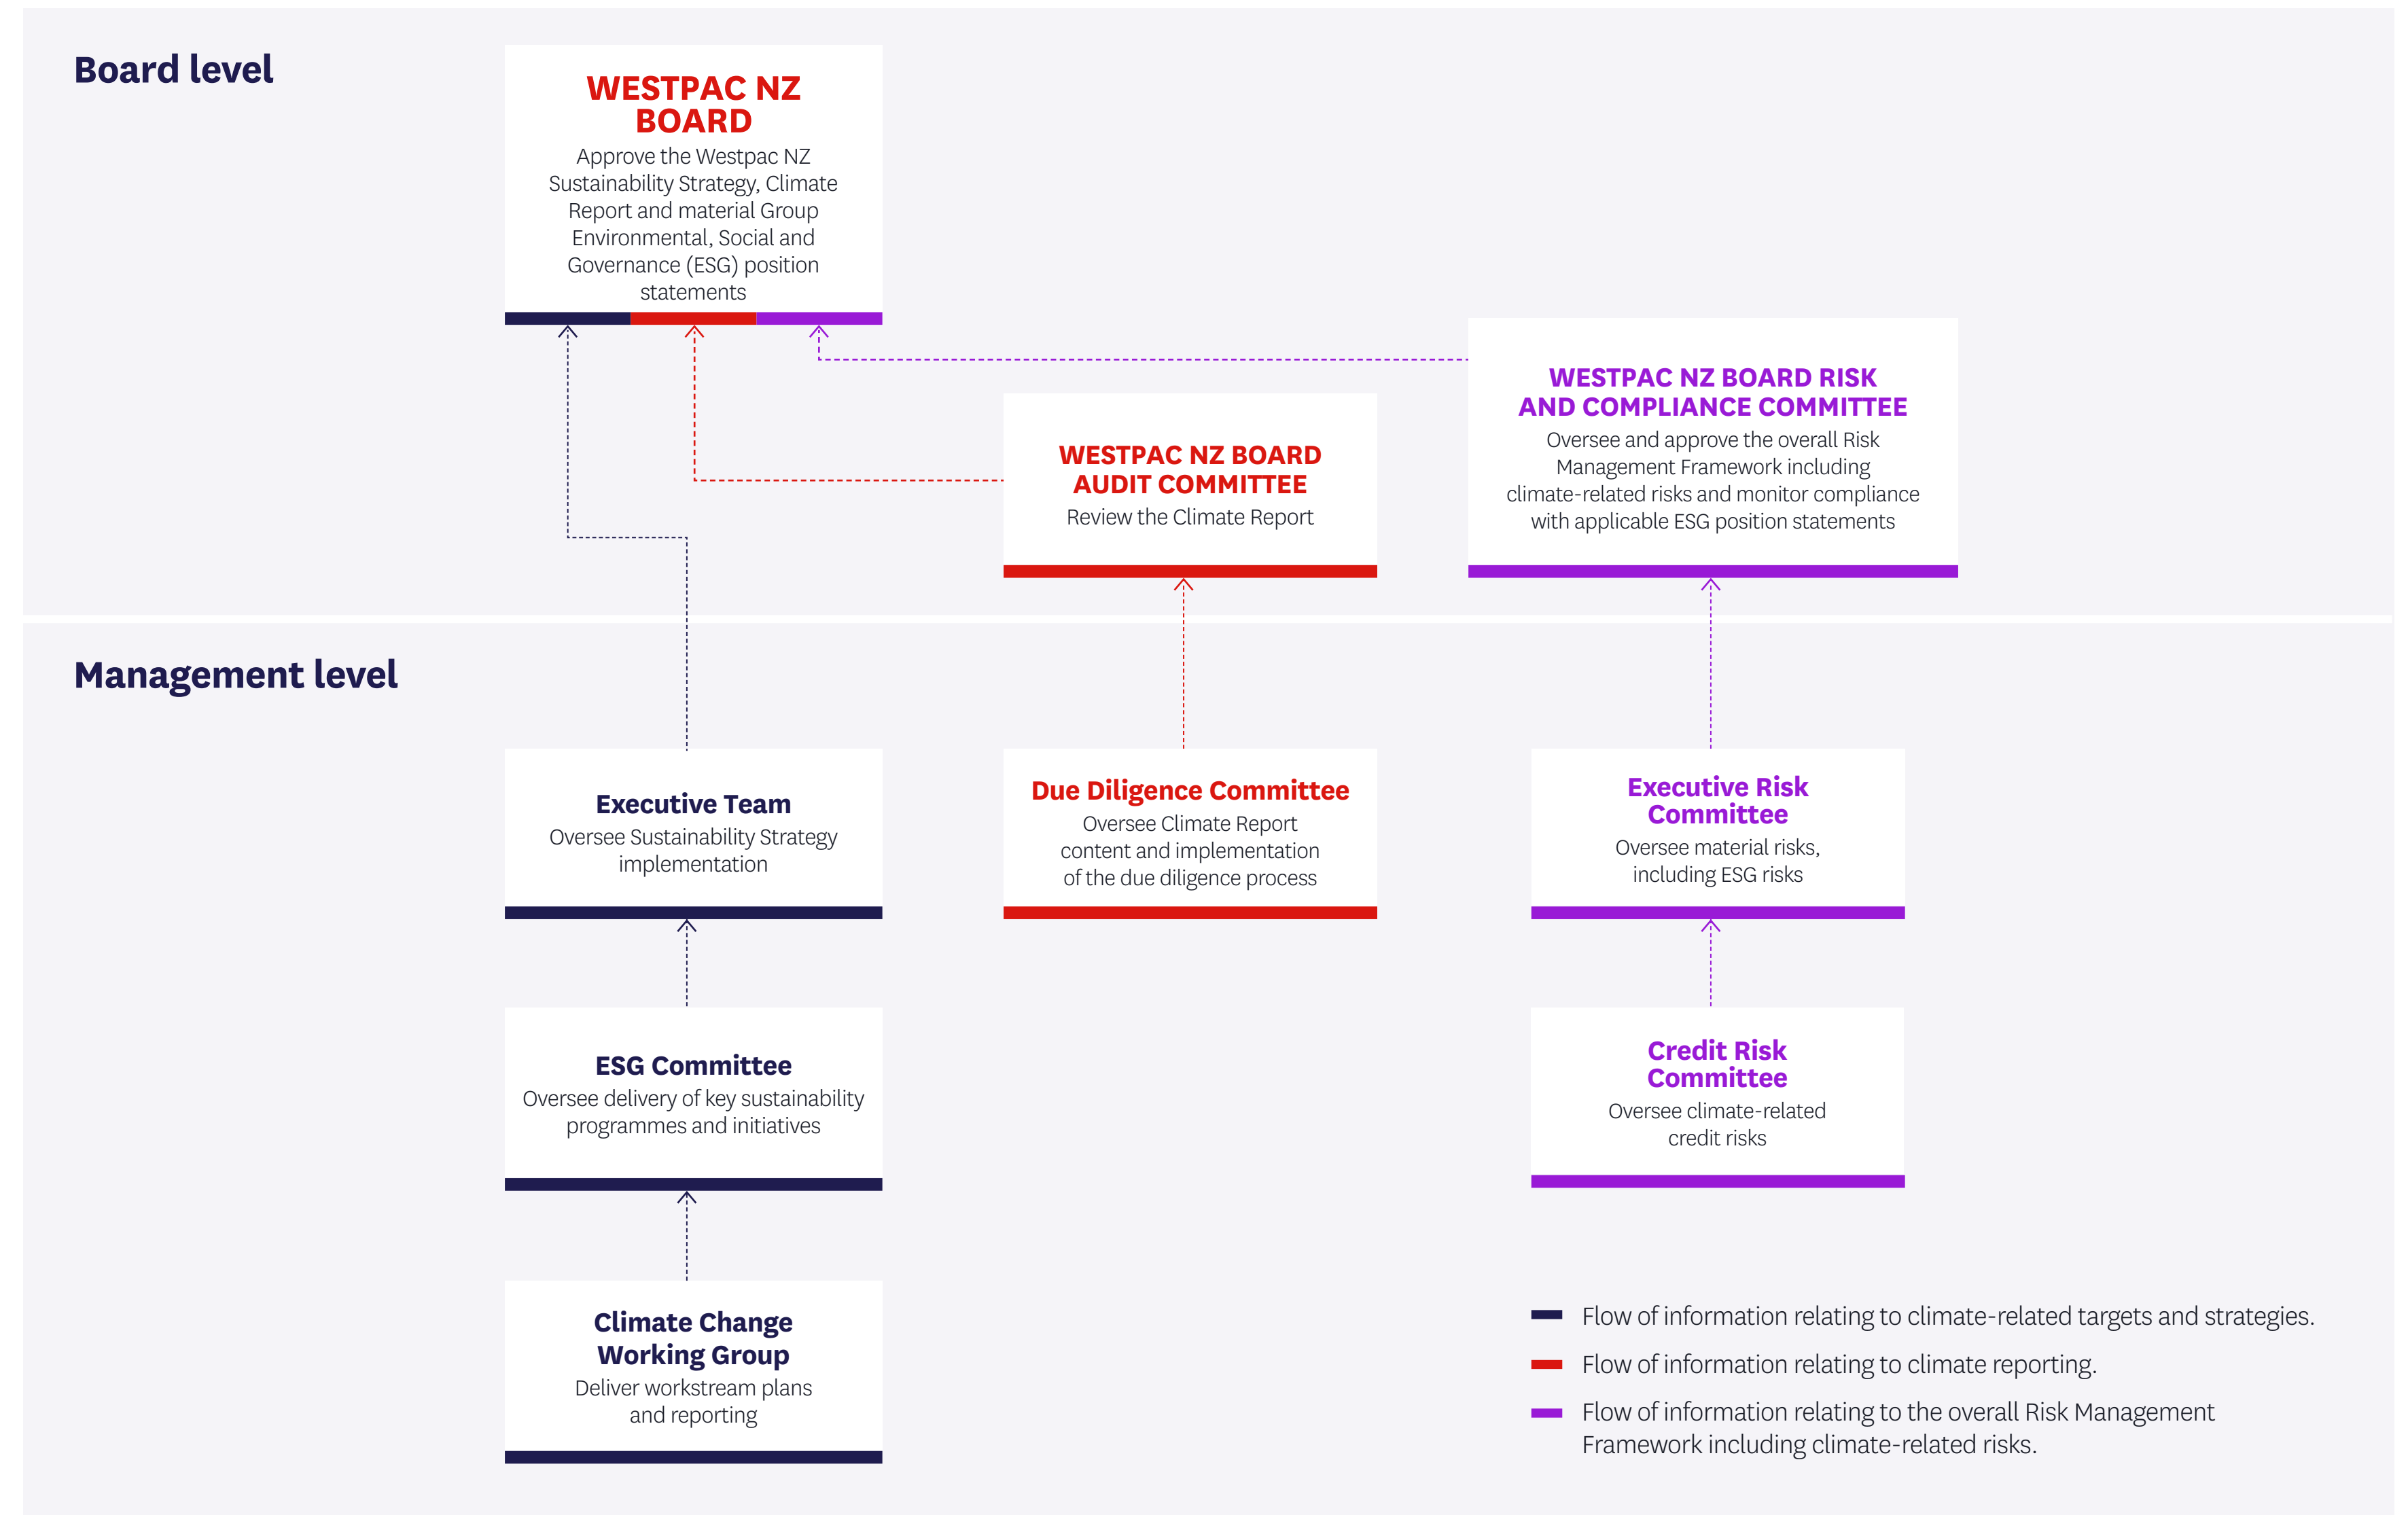 Board level
WESTPAC NZ
BOARD
Approve the Westpac NZ
Sustainability Strategy, Climate
Report and material Group
Environmental, Social and
Governance (ESG) position
statements
WESTPAC NZ BOARD
AUDIT COMMITTEE
Review the Climate Report
WESTPAC NZ BOARD RISK
AND COMPLIANCE COMMITTEE
Oversee and approve the overall Risk
Management Framework including
climate-related risks and monitor compliance
with applicable ESG position statements
Management level
Executive Team
Oversee Sustainability Strategy
implementation
Due Diligence Committee
Oversee Climate Report
content and implementation
of the due diligence process
Executive Risk
Committee
Oversee material risks,
including ESG risks
ESG Committee
Oversee delivery of key sustainability
programmes and initiatives
Credit Risk
Committee
Oversee climate-related
credit risks
Climate Change
Working Group
Deliver workstream plans
and reporting
Flow of information relating to climate-related targets and strategies.
Flow of information relating to climate reporting.
Flow of information relating to the overall Risk Management
Framework including climate-related risks.